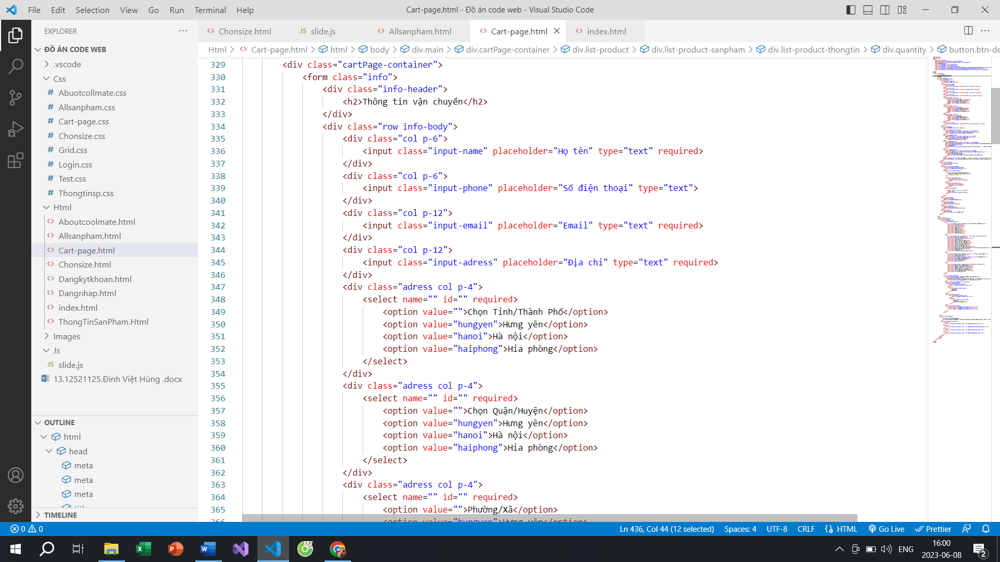 File Edit Selection View Go Run Terminal Help
Cart-page.html - Đồ án code web - Visual Studio Code
EXPLORER
Chonsize.html
JS slide.js
Allsanpham.html
Cart-page.html
index.html
Html > Cart-page.html > html > body > div.main > div.cartPage-container > div.list-product > div.list-product-sanpham > div.list-product-thongtin > div.quantity > button.btn-de
ĐỒ ÁN CODE WEB
.vscode
Css
# Abuotcollmate.css
# Allsanpham.css
# Cart-page.css
# Chonsize.css
# Grid.css
# Login.css
# Test.css
# Thongtinsp.css
Html
Aboutcoolmate.html
Allsanpham.html
Cart-page.html
Chonsize.html
Dangkytkhoan.html
Dangnhap.html
index.html
ThongTinSanPham.Html
Images
Js
JS slide.js
13.12521125.Đinh Việt Hùng .docx
OUTLINE
html
head
meta
meta
meta
TIMELINE
329 <div class="cartPage-container">
330 <form class="info">
331 <div class="info-header">
332 <h2>Thông tin vận chuyển</h2>
333 </div>
334 <div class="row info-body">
335 <div class="col p-6">
336 <input class="input-name" placeholder="Họ tên" type="text" required>
337 </div>
338 <div class="col p-6">
339 <input class="input-phone" placeholder="Số điện thoại" type="text">
340 </div>
341 <div class="col p-12">
342 <input class="input-email" placeholder="Email" type="text" required>
343 </div>
344 <div class="col p-12">
345 <input class="input-adress" placeholder="Địa chỉ" type="text" required>
346 </div>
347 <div class="adress col p-4">
348 <select name="" id="" required>
349 <option value="">Chọn Tỉnh/Thành Phố</option>
350 <option value="hungyen">Hưng yên</option>
351 <option value="hanoi">Hà nội</option>
352 <option value="haiphong">Hỉa phòng</option>
353 </select>
354 </div>
355 <div class="adress col p-4">
356 <select name="" id="" required>
357 <option value="">Chọn Quận/Huyện</option>
358 <option value="hungyen">Hưng yên</option>
359 <option value="hanoi">Hà nội</option>
360 <option value="haiphong">Hỉa phòng</option>
361 </select>
362 </div>
363 <div class="adress col p-4">
364 <select name="" id="" required>
365 <option value="">Phường/Xã</option>
366 <option value="hungyen">Hưng yên</option>
0 0
Ln 436, Col 44 (12 selected) Spaces: 4 UTF-8 CRLF HTML Go Live Prettier
ENG
16:00
2023-06-08
2